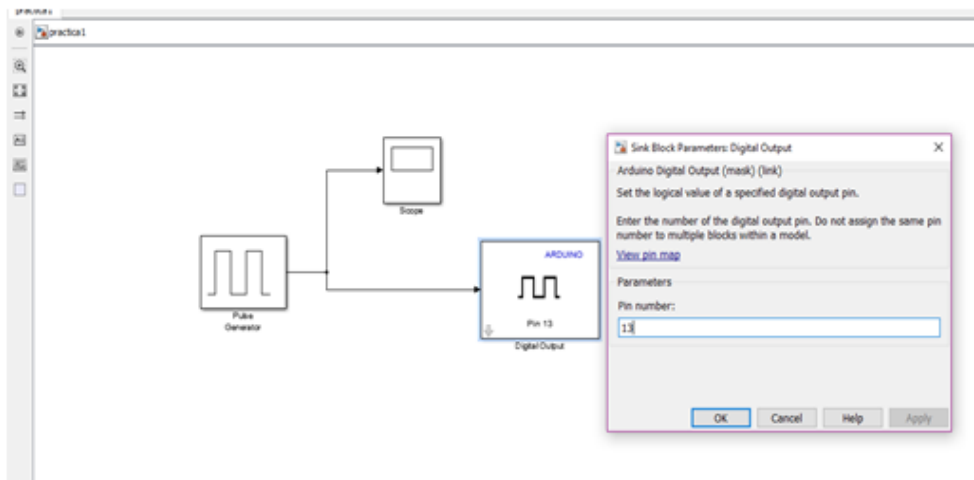 practica1
practica1
Scope
Pulse
Generator
ARDUINO
Pin 13
Digital Output
Sink Block Parameters: Digital Output
Arduino Digital Output (mask) (link)
Set the logical value of a specified digital output pin.
Enter the number of the digital output pin. Do not assign the same pin
number to multiple blocks within a model.
View pin map
Parameters
Pin number:
13
OK
Cancel
Help
Apply